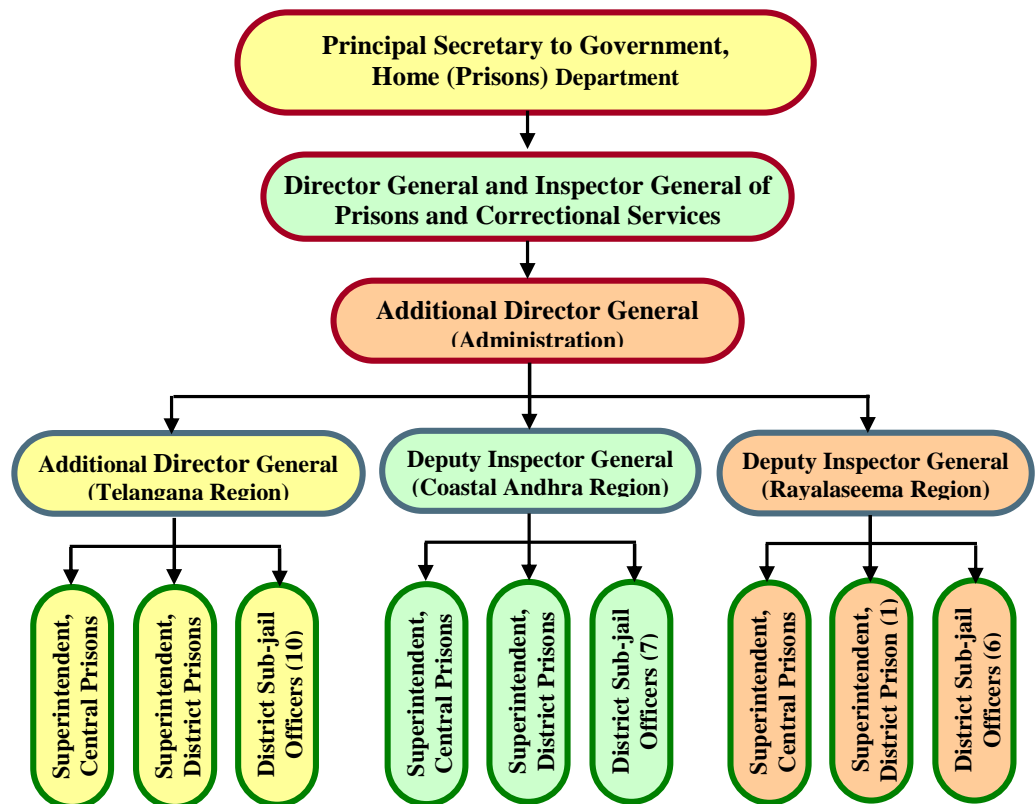 Principal Secretary to Government,
Home (Prisons) Department
Director General and Inspector General of
Prisons and Correctional Services
Additional Director General
(Administration)
Additional Director General
(Telangana Region)
Deputy Inspector General
(Coastal Andhra Region)
Deputy Inspector General
(Rayalaseema Region)
Superintendent,
Central Prisons
Superintendent,
District Prisons
District Sub-jail
Officers (10)
Superintendent,
Central Prisons
Superintendent,
District Prisons
District Sub-jail
Officers (7)
Superintendent,
Central Prisons
Superintendent,
District Prison (1)
District Sub-jail
Officers (6)